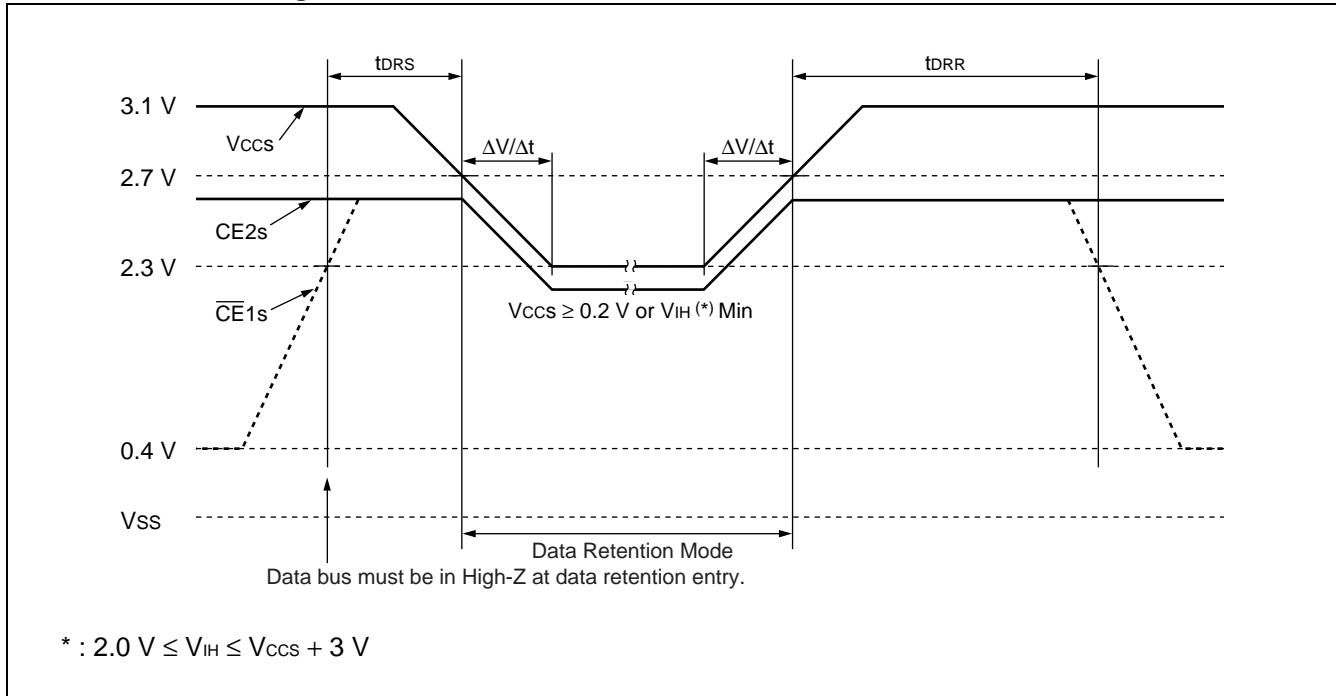 tDRS
tDRR
3.1 V
VCCS
ΔV/Δt
ΔV/Δt
2.7 V
CE2s
2.3 V
CE1s
VCCS ≥ 0.2 V or VIH (*) Min
0.4 V
VSS
Data Retention Mode
Data bus must be in High-Z at data retention entry.
* : 2.0 V ≤ VIH ≤ VCCS + 3 V